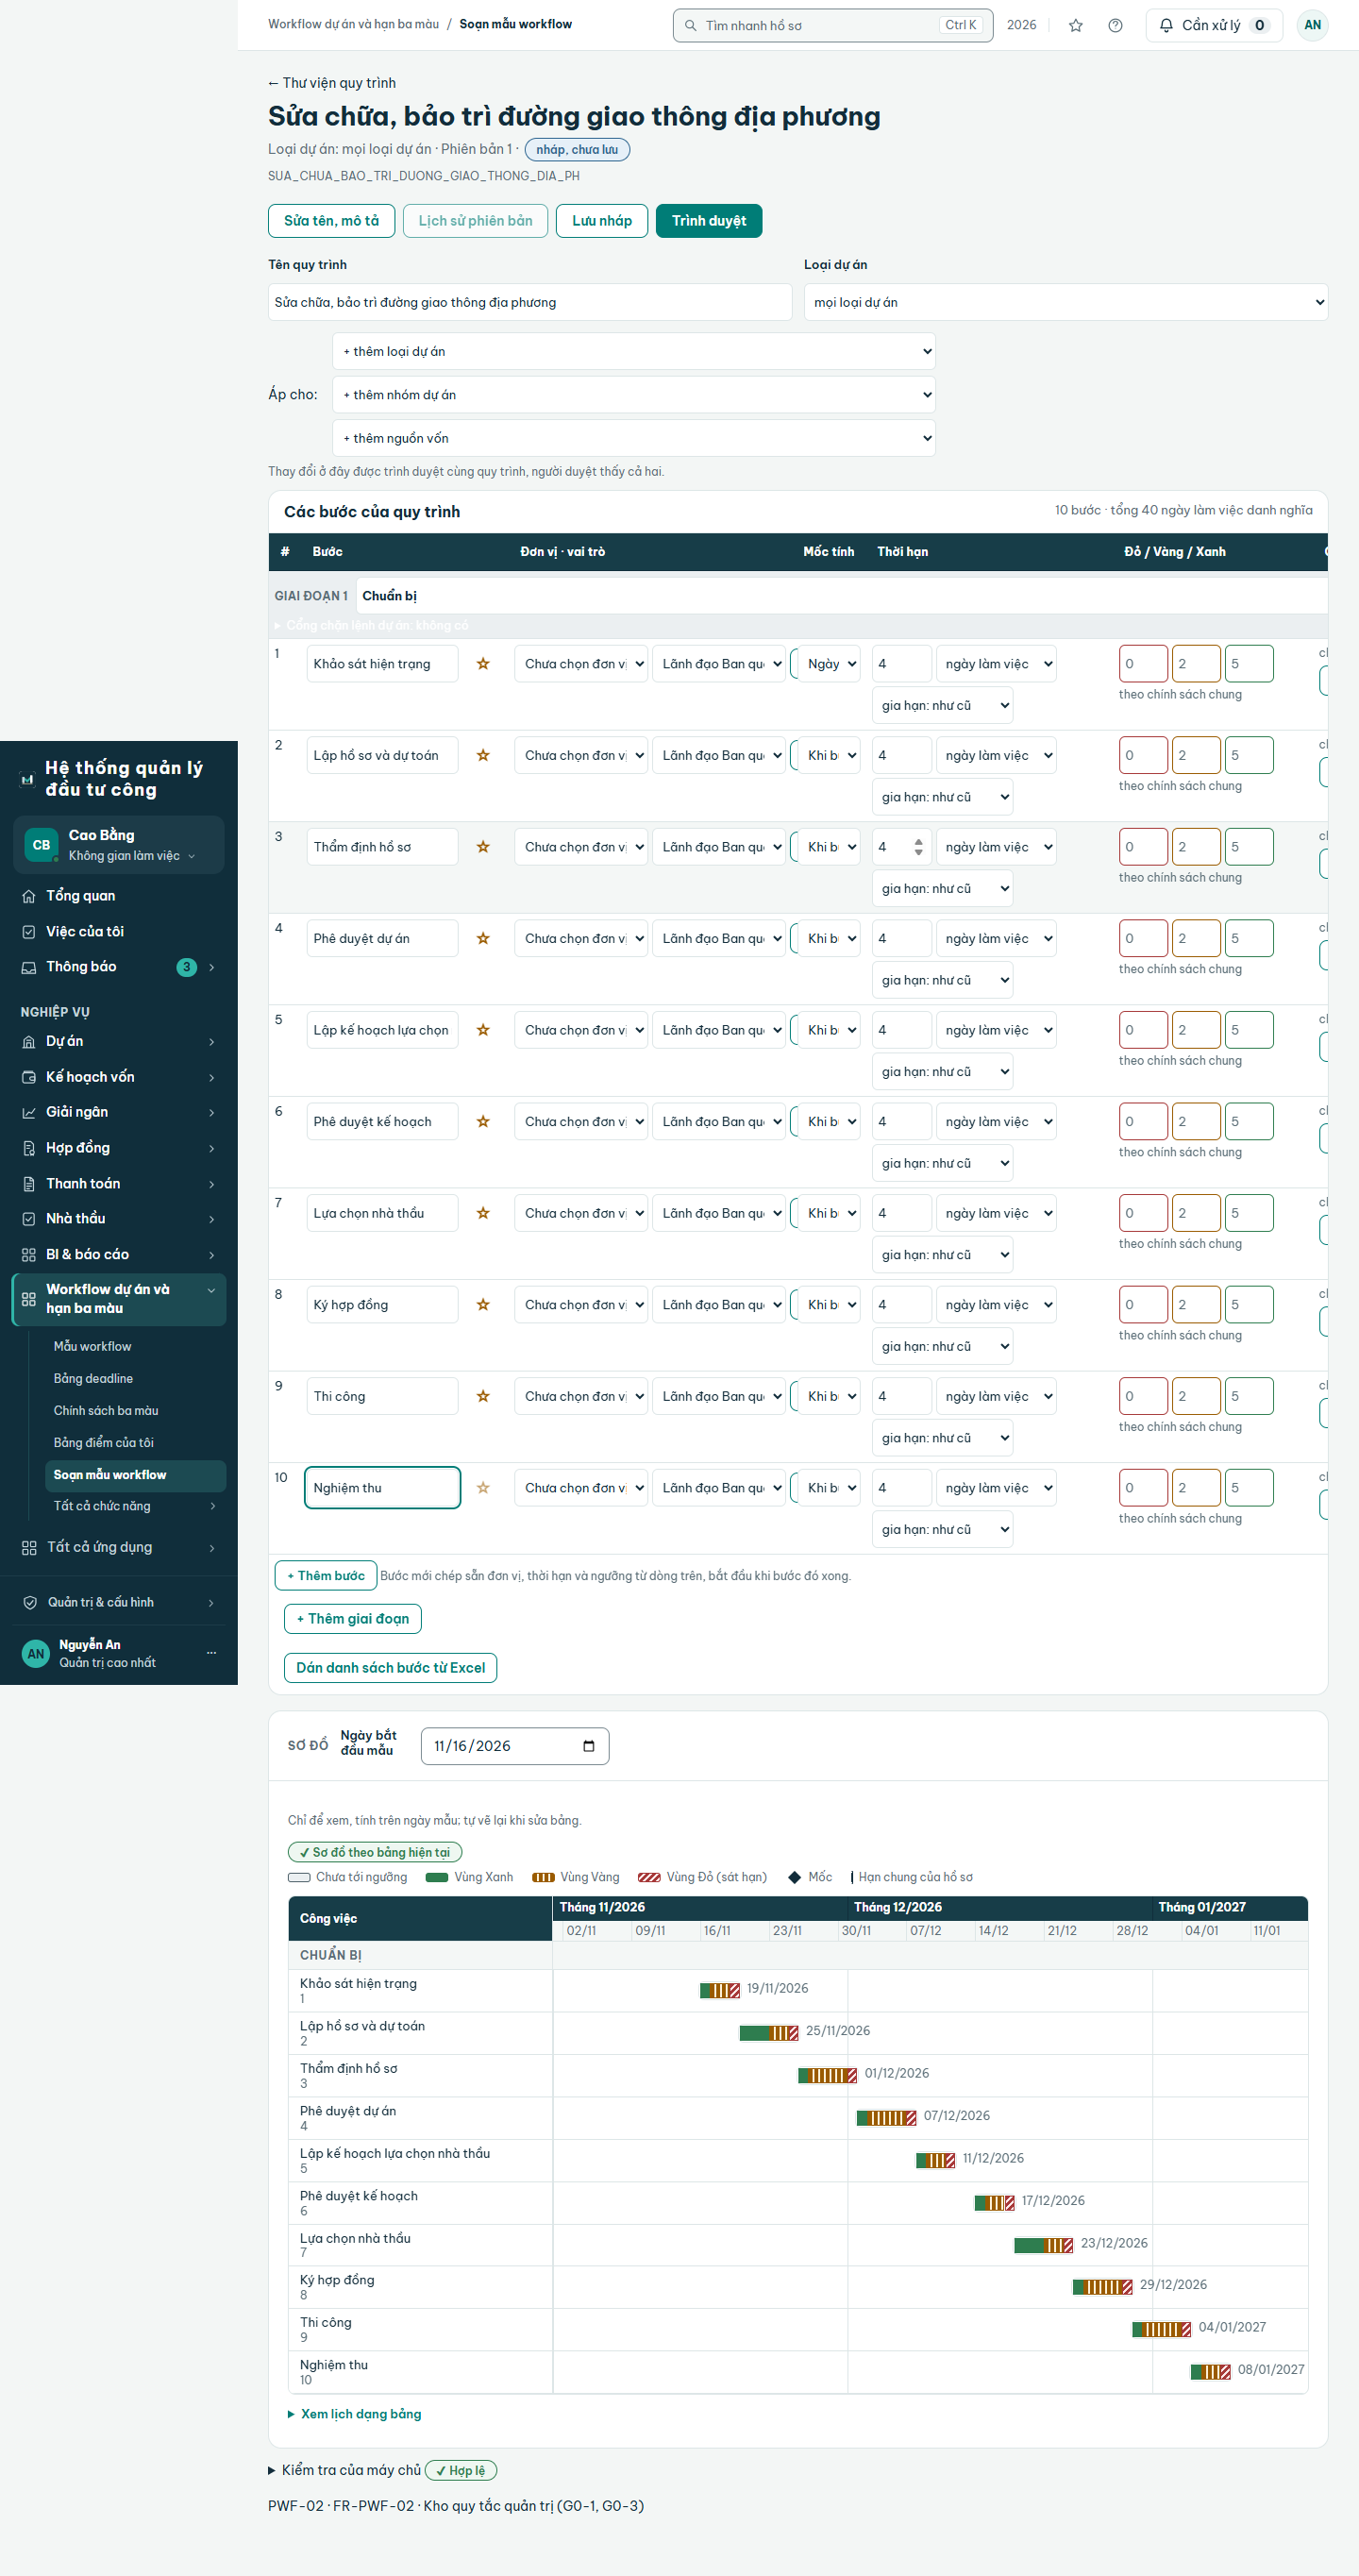 Workflow dự án và hạn ba màu / Soạn mẫu workflow
Tìm nhanh hồ sơ Ctrl K 2026 Cần xử lý 0 AN
← Thư viện quy trình
Sửa chữa, bảo trì đường giao thông địa phương
Loại dự án: mọi loại dự án · Phiên bản 1 · nháp, chưa lưu
SUA_CHUA_BAO_TRI_DUONG_GIAO_THONG_DIA_PH
Sửa tên, mô tả Lịch sử phiên bản Lưu nháp Trình duyệt
Tên quy trình Loại dự án
Sửa chữa, bảo trì đường giao thông địa phương mọi loại dự án
+ thêm loại dự án
Áp cho: + thêm nhóm dự án
+ thêm nguồn vốn
Thay đổi ở đây được trình duyệt cùng quy trình, người duyệt thấy cả hai.
Các bước của quy trình 10 bước · tổng 40 ngày làm việc danh nghĩa
# Bước Đơn vị · vai trò Mốc tính Thời hạn Đỏ / Vàng / Xanh
GIAI ĐOẠN 1 Chuẩn bị
Cổng chặn lệnh dự án: không có
1 Khảo sát hiện trạng Chưa chọn đơn vị Lãnh đạo Ban qu Ngày 4 ngày làm việc 0 2 5
gia hạn: như cũ theo chính sách chung
2 Lập hồ sơ và dự toán Chưa chọn đơn vị Lãnh đạo Ban qu Khi b 4 ngày làm việc 0 2 5
gia hạn: như cũ theo chính sách chung
3 Thẩm định hồ sơ Chưa chọn đơn vị Lãnh đạo Ban qu Khi b 4 ngày làm việc 0 2 5
gia hạn: như cũ theo chính sách chung
4 Phê duyệt dự án Chưa chọn đơn vị Lãnh đạo Ban qu Khi b 4 ngày làm việc 0 2 5
gia hạn: như cũ theo chính sách chung
5 Lập kế hoạch lựa chọn Chưa chọn đơn vị Lãnh đạo Ban qu Khi b 4 ngày làm việc 0 2 5
gia hạn: như cũ theo chính sách chung
6 Phê duyệt kế hoạch Chưa chọn đơn vị Lãnh đạo Ban qu Khi b 4 ngày làm việc 0 2 5
gia hạn: như cũ theo chính sách chung
7 Lựa chọn nhà thầu Chưa chọn đơn vị Lãnh đạo Ban qu Khi b 4 ngày làm việc 0 2 5
gia hạn: như cũ theo chính sách chung
8 Ký hợp đồng Chưa chọn đơn vị Lãnh đạo Ban qu Khi b 4 ngày làm việc 0 2 5
gia hạn: như cũ theo chính sách chung
9 Thi công Chưa chọn đơn vị Lãnh đạo Ban qu Khi b 4 ngày làm việc 0 2 5
gia hạn: như cũ theo chính sách chung
10 Nghiệm thu Chưa chọn đơn vị Lãnh đạo Ban qu Khi b 4 ngày làm việc 0 2 5
gia hạn: như cũ theo chính sách chung
+ Thêm bước Bước mới chép sẵn đơn vị, thời hạn và ngưỡng từ dòng trên, bắt đầu khi bước đó xong.
+ Thêm giai đoạn
Dán danh sách bước từ Excel
Hệ thống quản lý
đầu tư công
CB Cao Bằng
Không gian làm việc
Tổng quan
Việc của tôi
Thông báo 3
NGHIỆP VỤ
Dự án
Kế hoạch vốn
Giải ngân
Hợp đồng
Thanh toán
Nhà thầu
BI & báo cáo
Workflow dự án và
hạn ba màu
Mẫu workflow
Bảng deadline
Chính sách ba màu
Bảng điểm của tôi
Soạn mẫu workflow
Tất cả chức năng
Tất cả ứng dụng
Quản trị & cấu hình
AN Nguyễn An
Quản trị cao nhất
SƠ ĐỒ Ngày bắt
đầu mẫu 11/16/2026
Chỉ để xem, tính trên ngày mẫu; tự vẽ lại khi sửa bảng.
✓ Sơ đồ theo bảng hiện tại
Chưa tới ngưỡng Vùng Xanh Vùng Vàng Vùng Đỏ (sát hạn) Mốc Hạn chung của hồ sơ
Công việc Tháng 11/2026 Tháng 12/2026 Tháng 01/2027
02/11 09/11 16/11 23/11 30/11 07/12 14/12 21/12 28/12 04/01 11/01
CHUẨN BỊ
Khảo sát hiện trạng 19/11/2026
1
Lập hồ sơ và dự toán 25/11/2026
2
Thẩm định hồ sơ 01/12/2026
3
Phê duyệt dự án 07/12/2026
4
Lập kế hoạch lựa chọn nhà thầu 11/12/2026
5
Phê duyệt kế hoạch 17/12/2026
6
Lựa chọn nhà thầu 23/12/2026
7
Ký hợp đồng 29/12/2026
8
Thi công 04/01/2027
9
Nghiệm thu 08/01/2027
10
Xem lịch dạng bảng
Kiểm tra của máy chủ ✓ Hợp lệ
PWF-02 · FR-PWF-02 · Kho quy tắc quản trị (G0-1, G0-3)